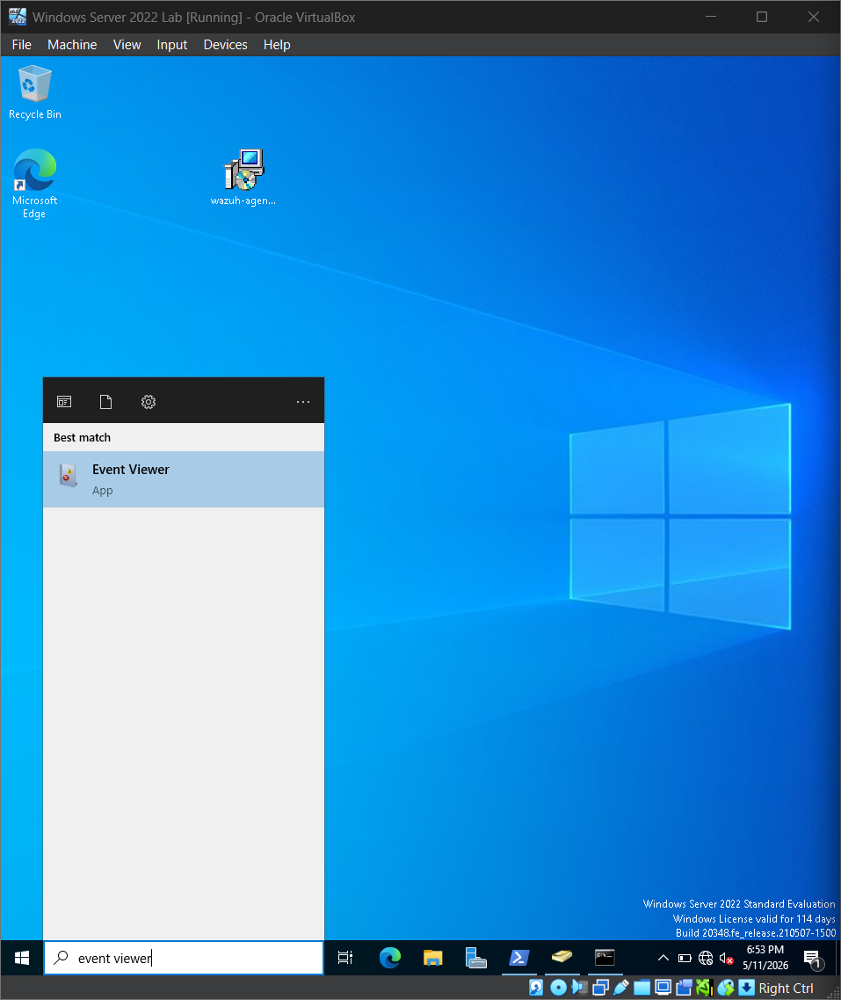 Windows Server 2022 Lab [Running] - Oracle VirtualBox
File Machine View Input Devices Help
Recycle Bin
Microsoft
Edge
wazuh-agen...
Best match
Event Viewer
App
Windows Server 2022 Standard Evaluation
Windows License valid for 114 days
Build 20348.fe_release.210507-1500
event viewer
6:53 PM
5/11/2026
1
Right Ctrl